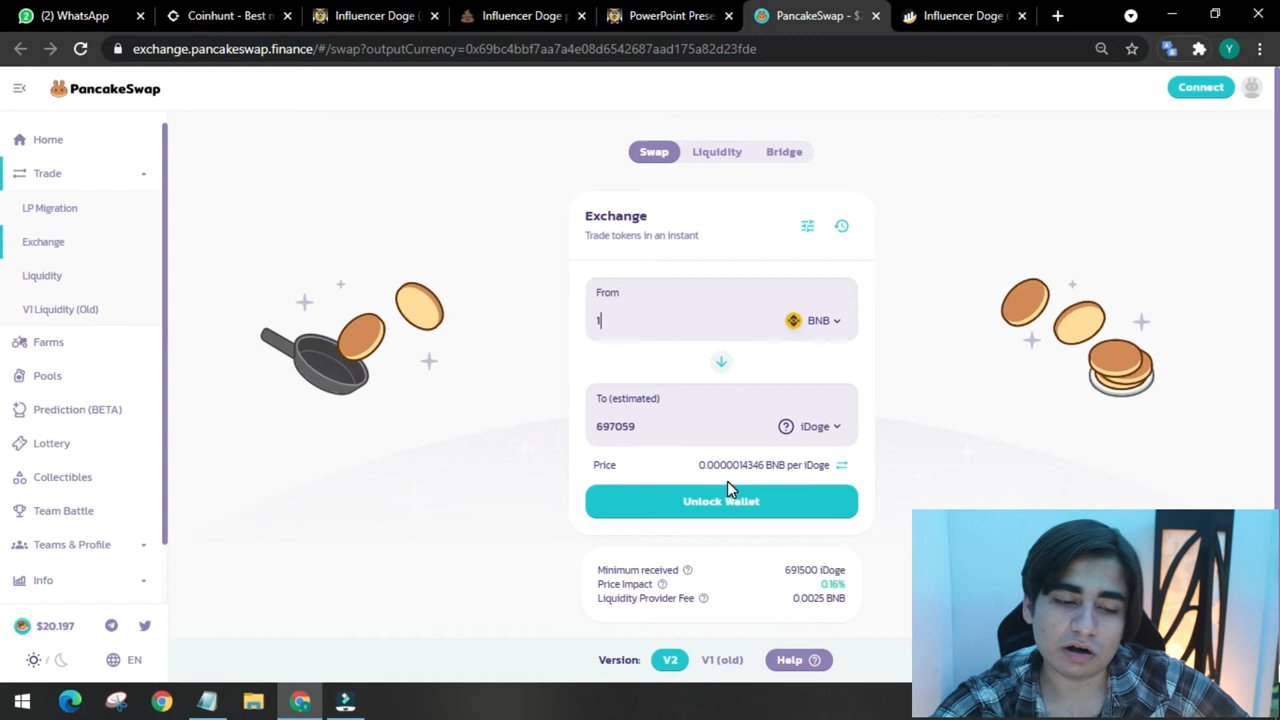 (2) WhatsApp
Coinhunt - Best n
Influencer Doge (
Influencer Doge p
PowerPoint Prese
PancakeSwap - $
Influencer Doge (
exchange.pancakeswap.finance/#/swap?outputCurrency=0x69bc4bbf7aa7a4e08d6542687aad175a82d23fde
Y
PancakeSwap
Connect
Home
Trade
LP Migration
Exchange
Liquidity
V1 Liquidity (Old)
Farms
Pools
Prediction (BETA)
Lottery
Collectibles
Team Battle
Teams & Profile
Info
$20.197
EN
Swap
Liquidity
Bridge
Exchange
Trade tokens in an instant
From
1
BNB
To (estimated)
697059
iDoge
Price
0.0000014346 BNB per iDoge
Unlock Wallet
Minimum received
691500 iDoge
Price Impact
0.16%
Liquidity Provider Fee
0.0025 BNB
Version:
V2
V1 (old)
Help